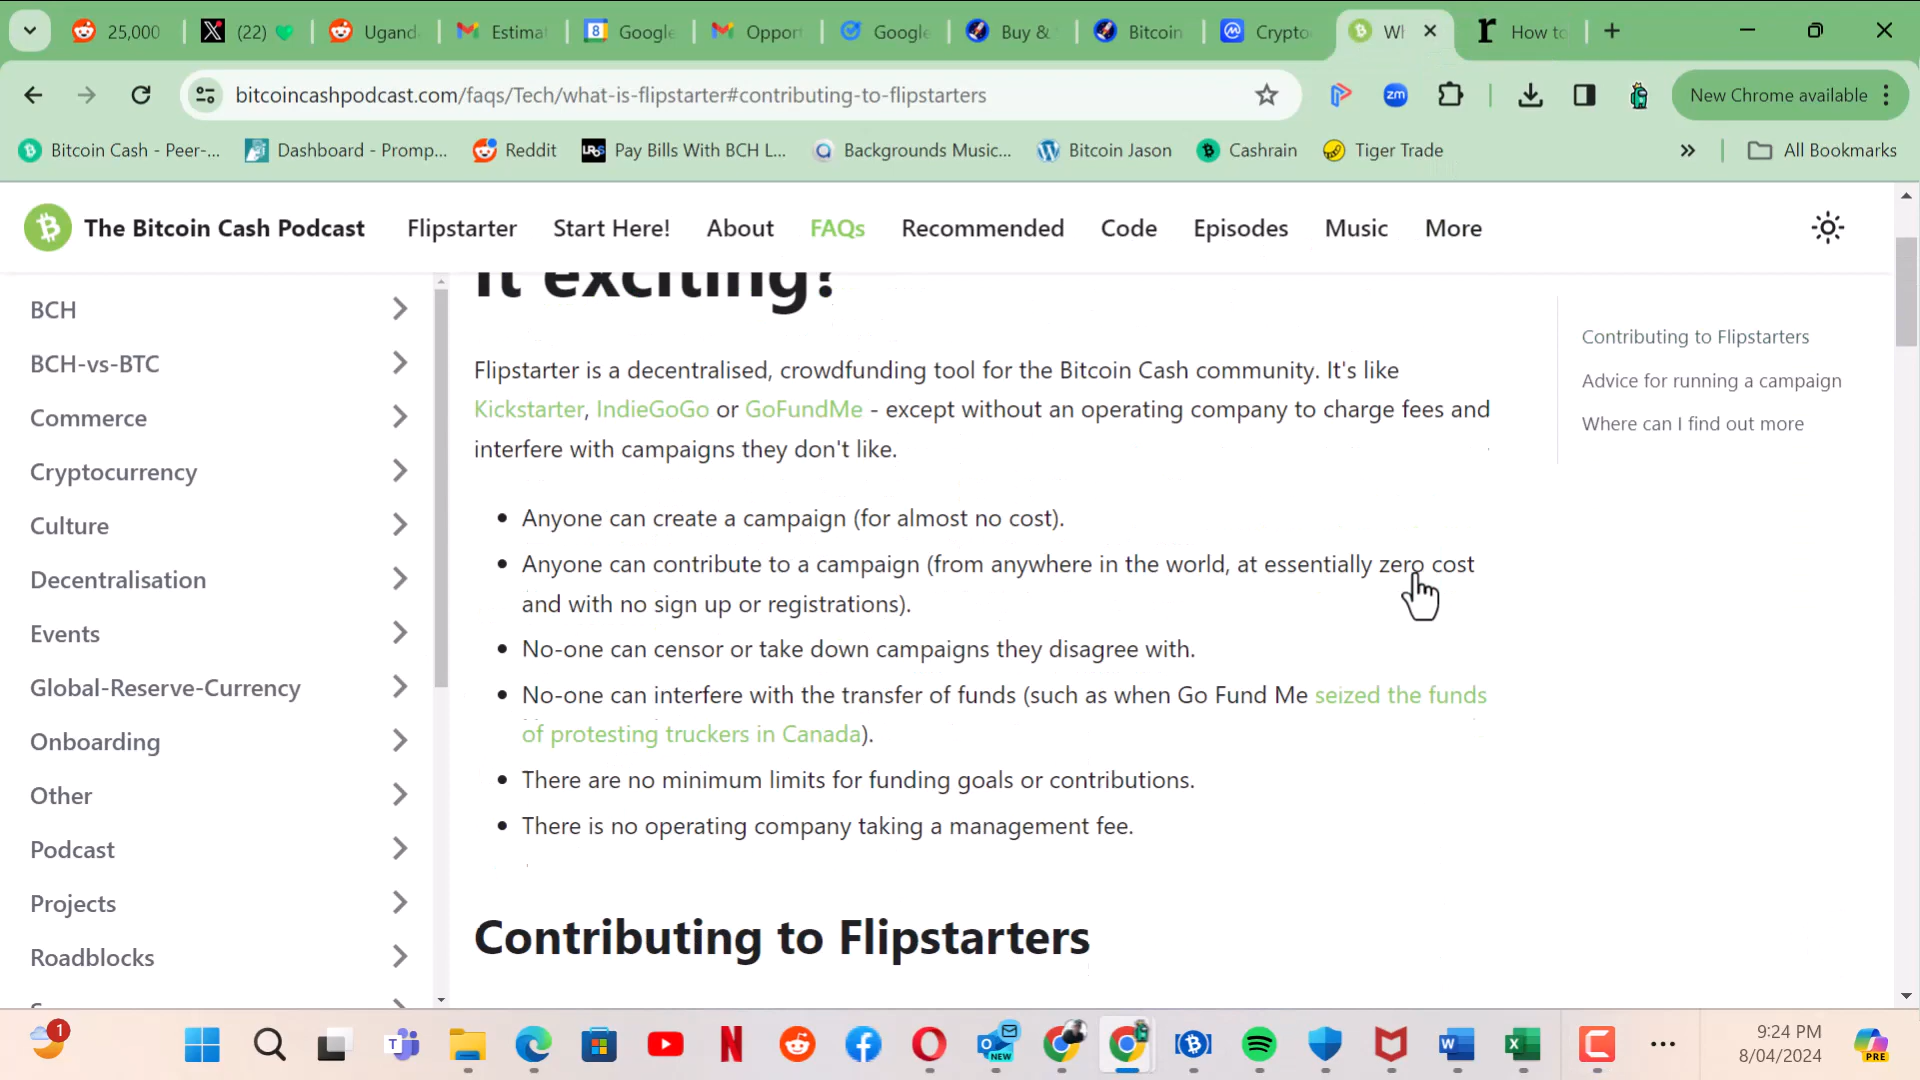 25,000
(22)
Ugand
Estima
Google
Oppor
Google
Buy &
Bitcoin
Crypto
Wh
How to
bitcoincashpodcast.com/faqs/Tech/what-is-flipstarter#contributing-to-flipstarters
New Chrome available
Bitcoin Cash - Peer-...
Dashboard - Promp...
Reddit
Pay Bills With BCH L...
Backgrounds Music...
Bitcoin Jason
Cashrain
Tiger Trade
All Bookmarks
The Bitcoin Cash Podcast
Flipstarter
Start Here!
About
FAQs
Recommended
Code
Episodes
Music
More
BCH
BCH-vs-BTC
Commerce
Cryptocurrency
Culture
Decentralisation
Events
Global-Reserve-Currency
Onboarding
Other
Podcast
Projects
Roadblocks
it exciting?
Flipstarter is a decentralised, crowdfunding tool for the Bitcoin Cash community. It's like
Kickstarter, IndieGoGo or GoFundMe - except without an operating company to charge fees and
interfere with campaigns they don't like.
Anyone can create a campaign (for almost no cost).
Anyone can contribute to a campaign (from anywhere in the world, at essentially zero cost
and with no sign up or registrations).
No-one can censor or take down campaigns they disagree with.
No-one can interfere with the transfer of funds (such as when Go Fund Me seized the funds
of protesting truckers in Canada).
There are no minimum limits for funding goals or contributions.
There is no operating company taking a management fee.
Contributing to Flipstarters
Contributing to Flipstarters
Advice for running a campaign
Where can I find out more
1
NEW
9:24 PM
8/04/2024
PRE